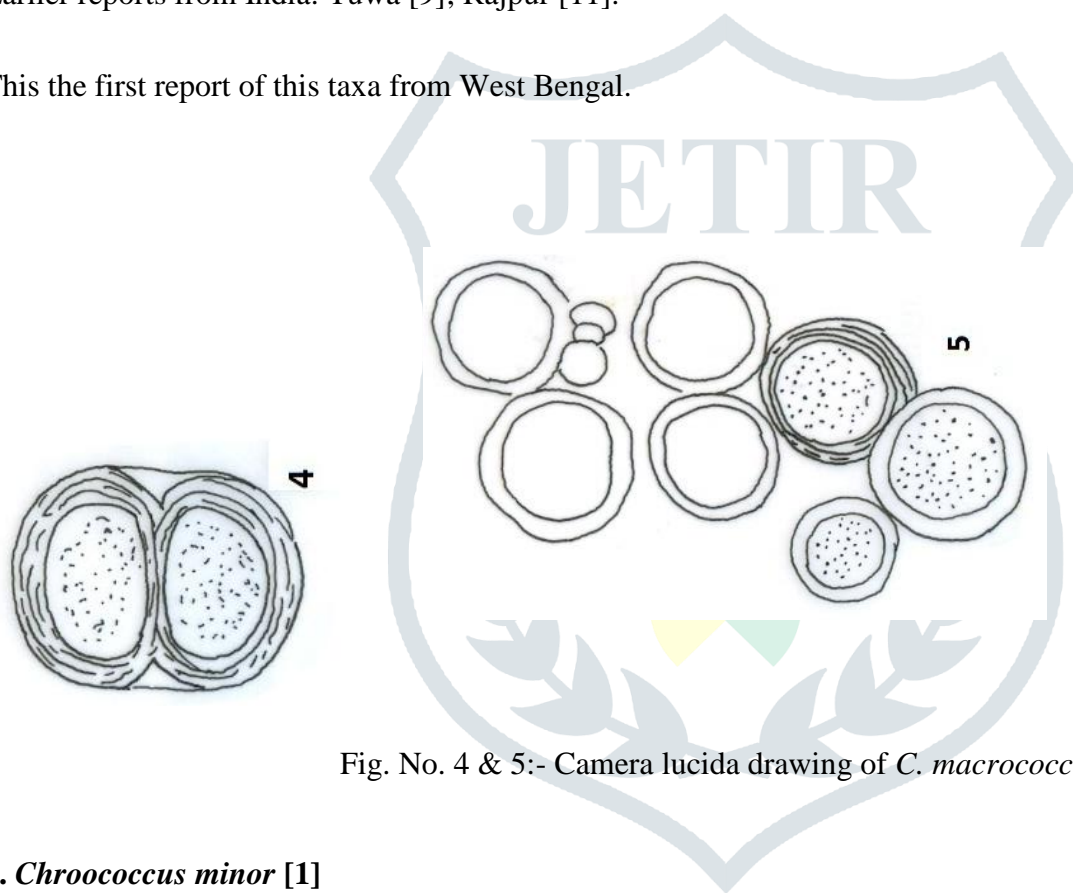 Earlier reports from India: Tuwa [9], Rajpur [11].
This the first report of this taxa from West Bengal.
JETIR
5
4
Fig. No. 4 & 5:- Camera lucida drawing of C. macrococc
. Chroococcus minor [1]